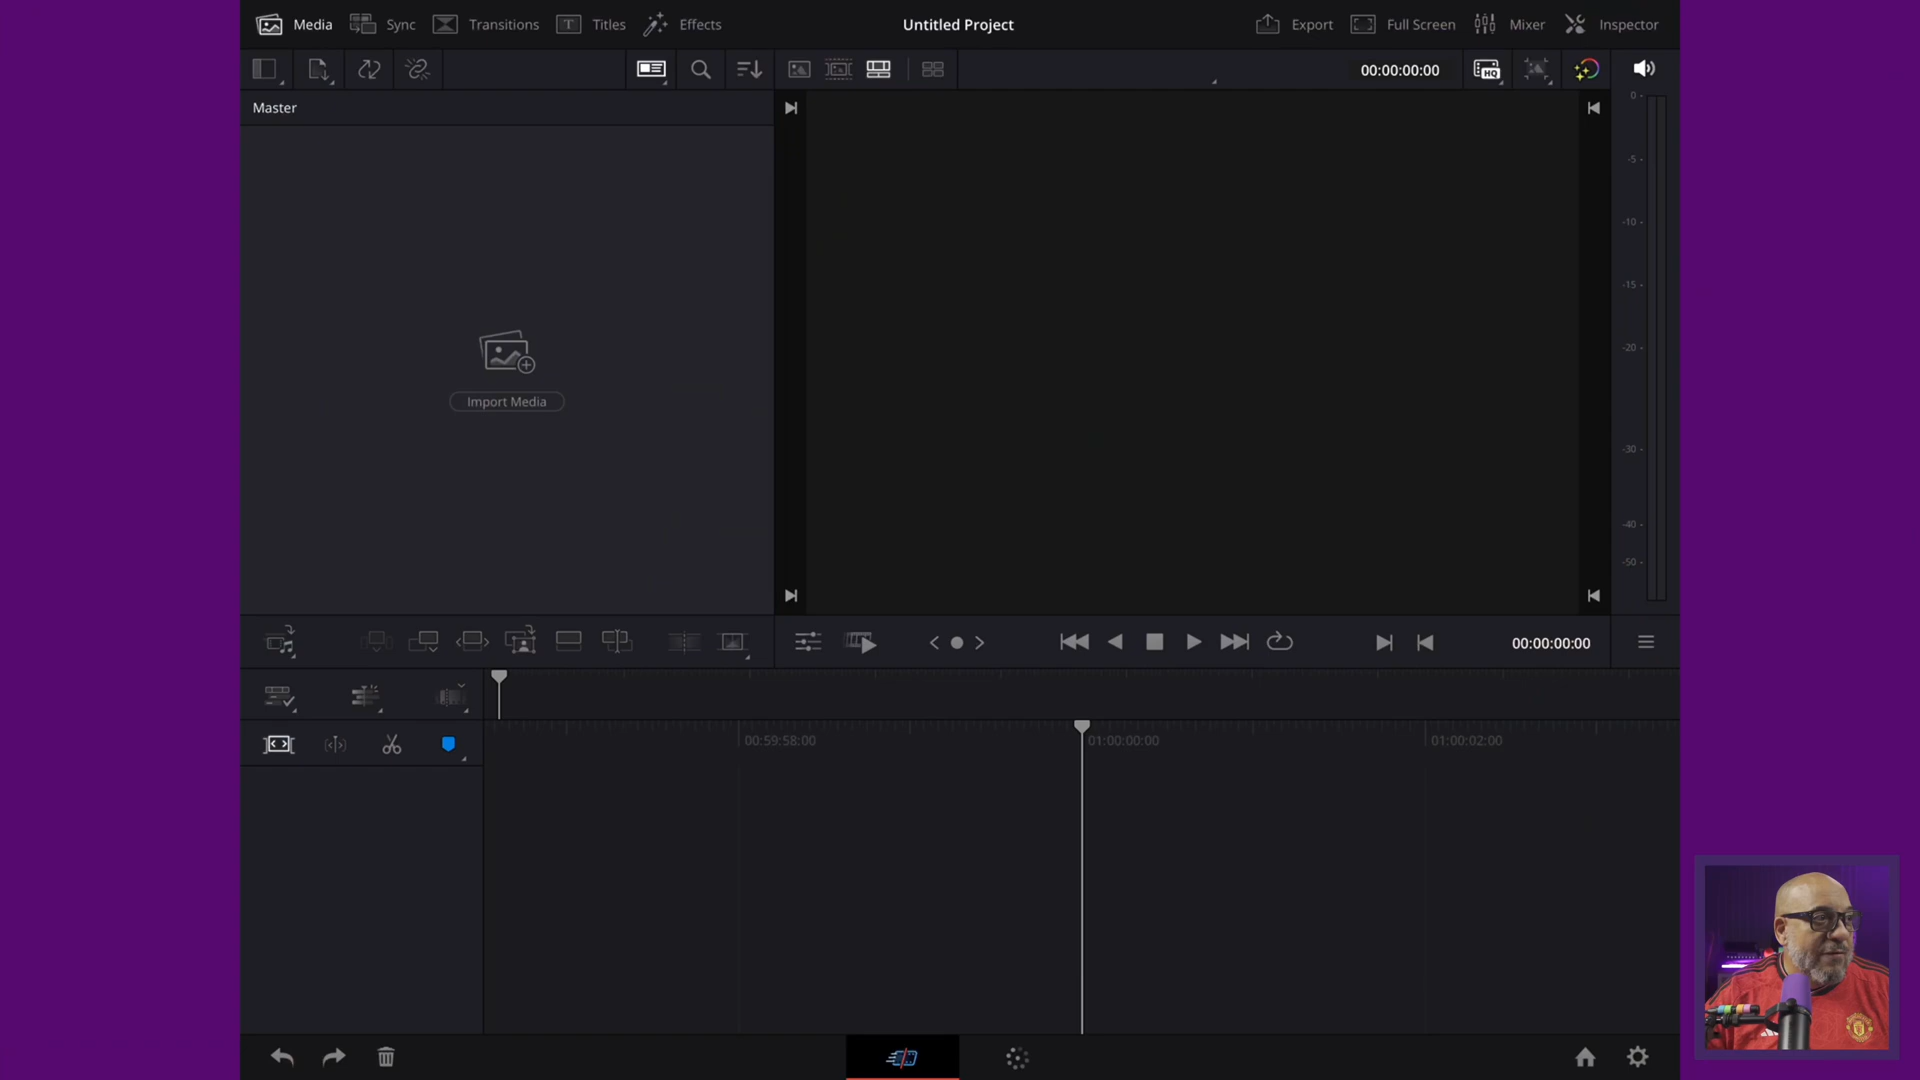 Media Sync Transitions Titles Effects Untitled Project Export Full Screen Mixer Inspector
HQ 00:00:00:00
Master
0
-5
-10
-15
-20
-30
-40
-50
Import Media
00:00:00:00
00:59:58:00 01:00:00:00 01:00:02:00